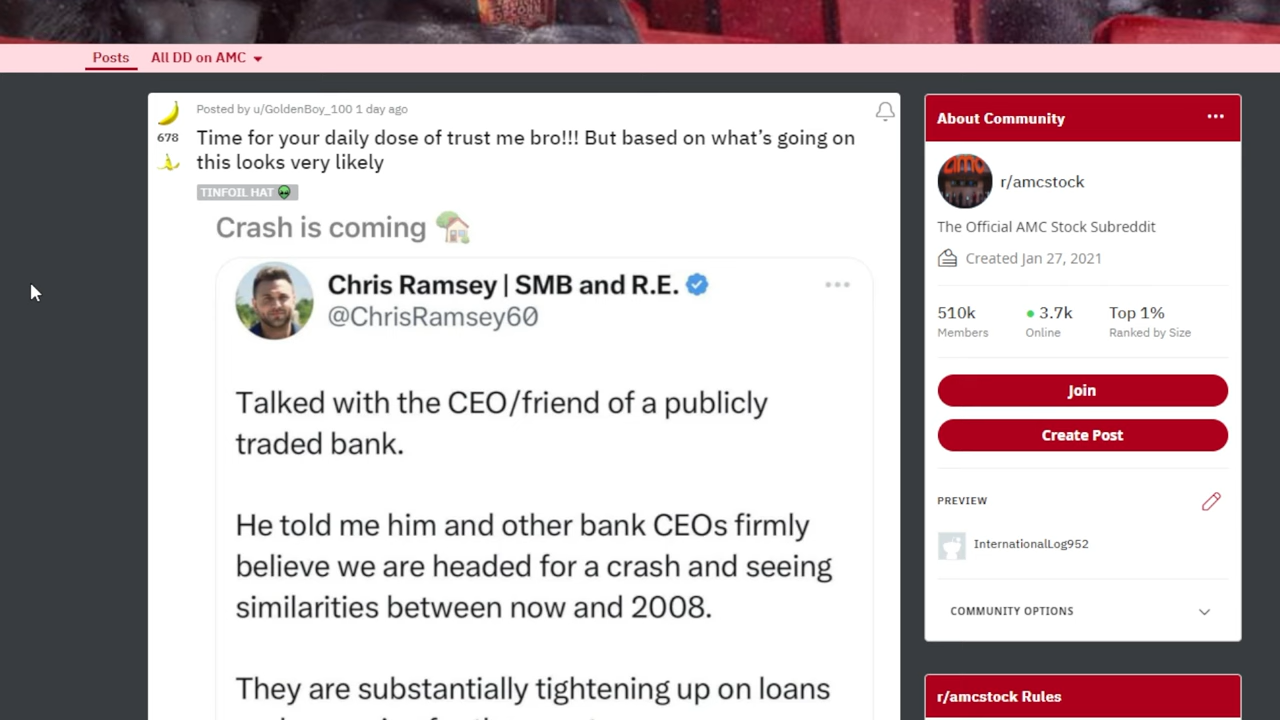 Posts
All DD on AMC
Posted by u/GoldenBoy_100 1 day ago
678
Time for your daily dose of trust me bro!!! But based on what's going on
this looks very likely
TINFOIL HAT
Crash is coming
Chris Ramsey | SMB and R.E.
@ChrisRamsey60
Talked with the CEO/friend of a publicly
traded bank.
He told me him and other bank CEOs firmly
believe we are headed for a crash and seeing
similarities between now and 2008.
They are substantially tightening up on loans
About Community
r/amcstock
The Official AMC Stock Subreddit
Created Jan 27, 2021
510k
Members
3.7k
Online
Top 1%
Ranked by Size
Join
Create Post
PREVIEW
InternationalLog952
COMMUNITY OPTIONS
r/amcstock Rules